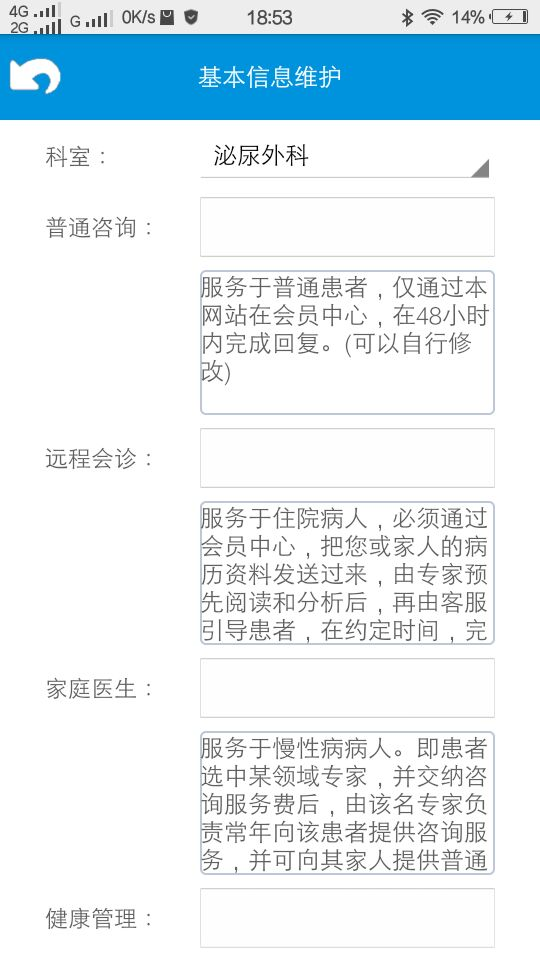 4G
2G
G
0K/s
18:53
14%
基本信息维护
科室：
泌尿外科
普通咨询：
服务于普通患者，仅通过本
网站在会员中心，在48小时
内完成回复。(可以自行修
改)
远程会诊：
服务于住院病人，必须通过
会员中心，把您或家人的病
历资料发送过来，由专家预
先阅读和分析后，再由客服
引导患者，在约定时间，完
家庭医生：
服务于慢性病病人。即患者
选中某领域专家，并交纳咨
询服务费后，由该名专家负
责常年向该患者提供咨询服
务，并可向其家人提供普通
健康管理：